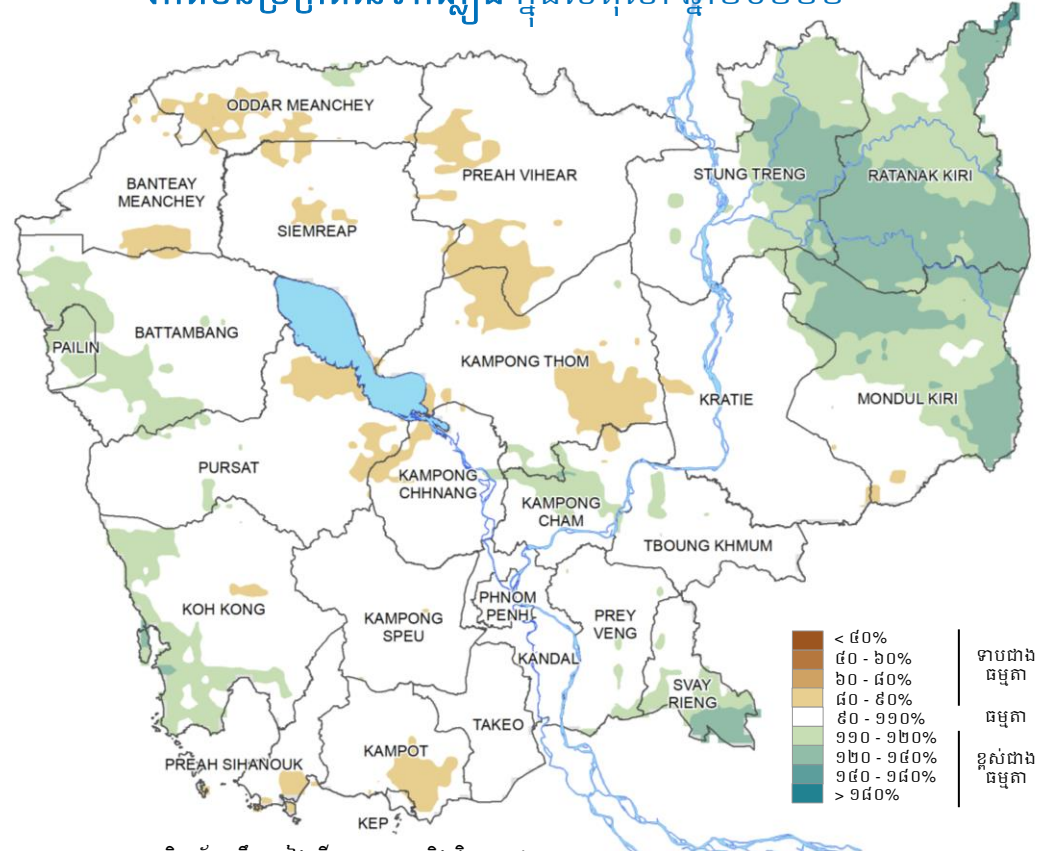 ODDAR MEANCHEY
PREAH VIHEAR
STUNG TRENG
RATANAK KIRI
BANTEAY
MEANCHEY
SIEMREAP
BATTAMBANG
PAILIN
KAMPONG THOM
KRATIE
MONDUL KIRI
PURSAT
KAMPONG
CHHNANG
KAMPONG
CHAM
TBOUNG KHMUM
KOH KONG
KAMPONG
SPEU
PHNOM
PENH
PREY
VENG
KANDAL
SVAY
RIENG
TAKEO
KAMPOT
PREAH SIHANOUK
KEP
< ៤០%
៤០ - ៦០%
៦០ - ៨០%
៨០ - ៩០%
៩០ - ១១០%
១១០ - ១២០%
១២០ - ១៤០%
១៤០ - ១៨០%
> ១៨០%
ទាបជាង
ធម្មតា
ធម្មតា
ខ្ពស់ជាង
ធម្មតា